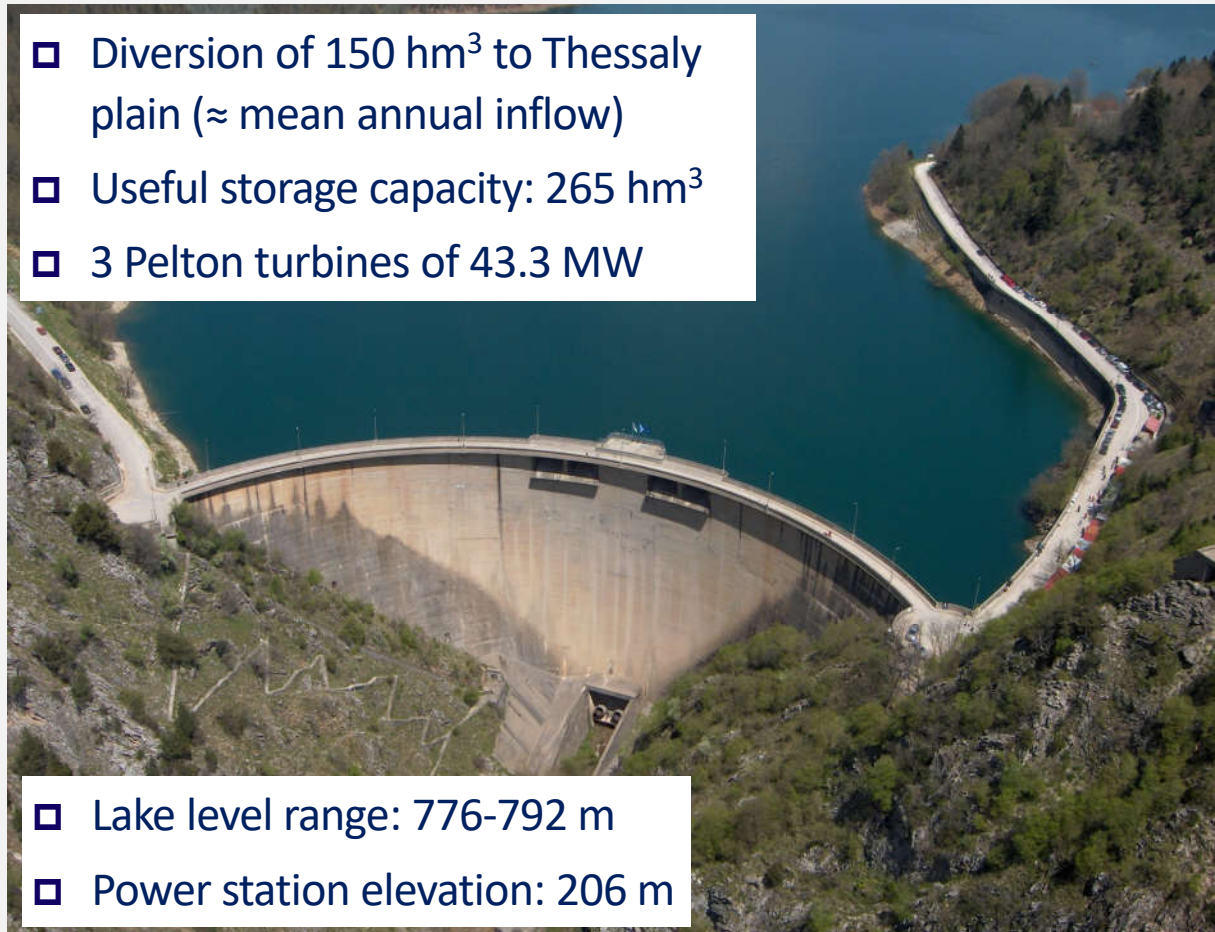 Diversion of 150 hm³ to Thessaly
plain (≈ mean annual inflow)
Useful storage capacity: 265 hm³
3 Pelton turbines of 43.3 MW
Lake level range: 776-792 m
Power station elevation: 206 m